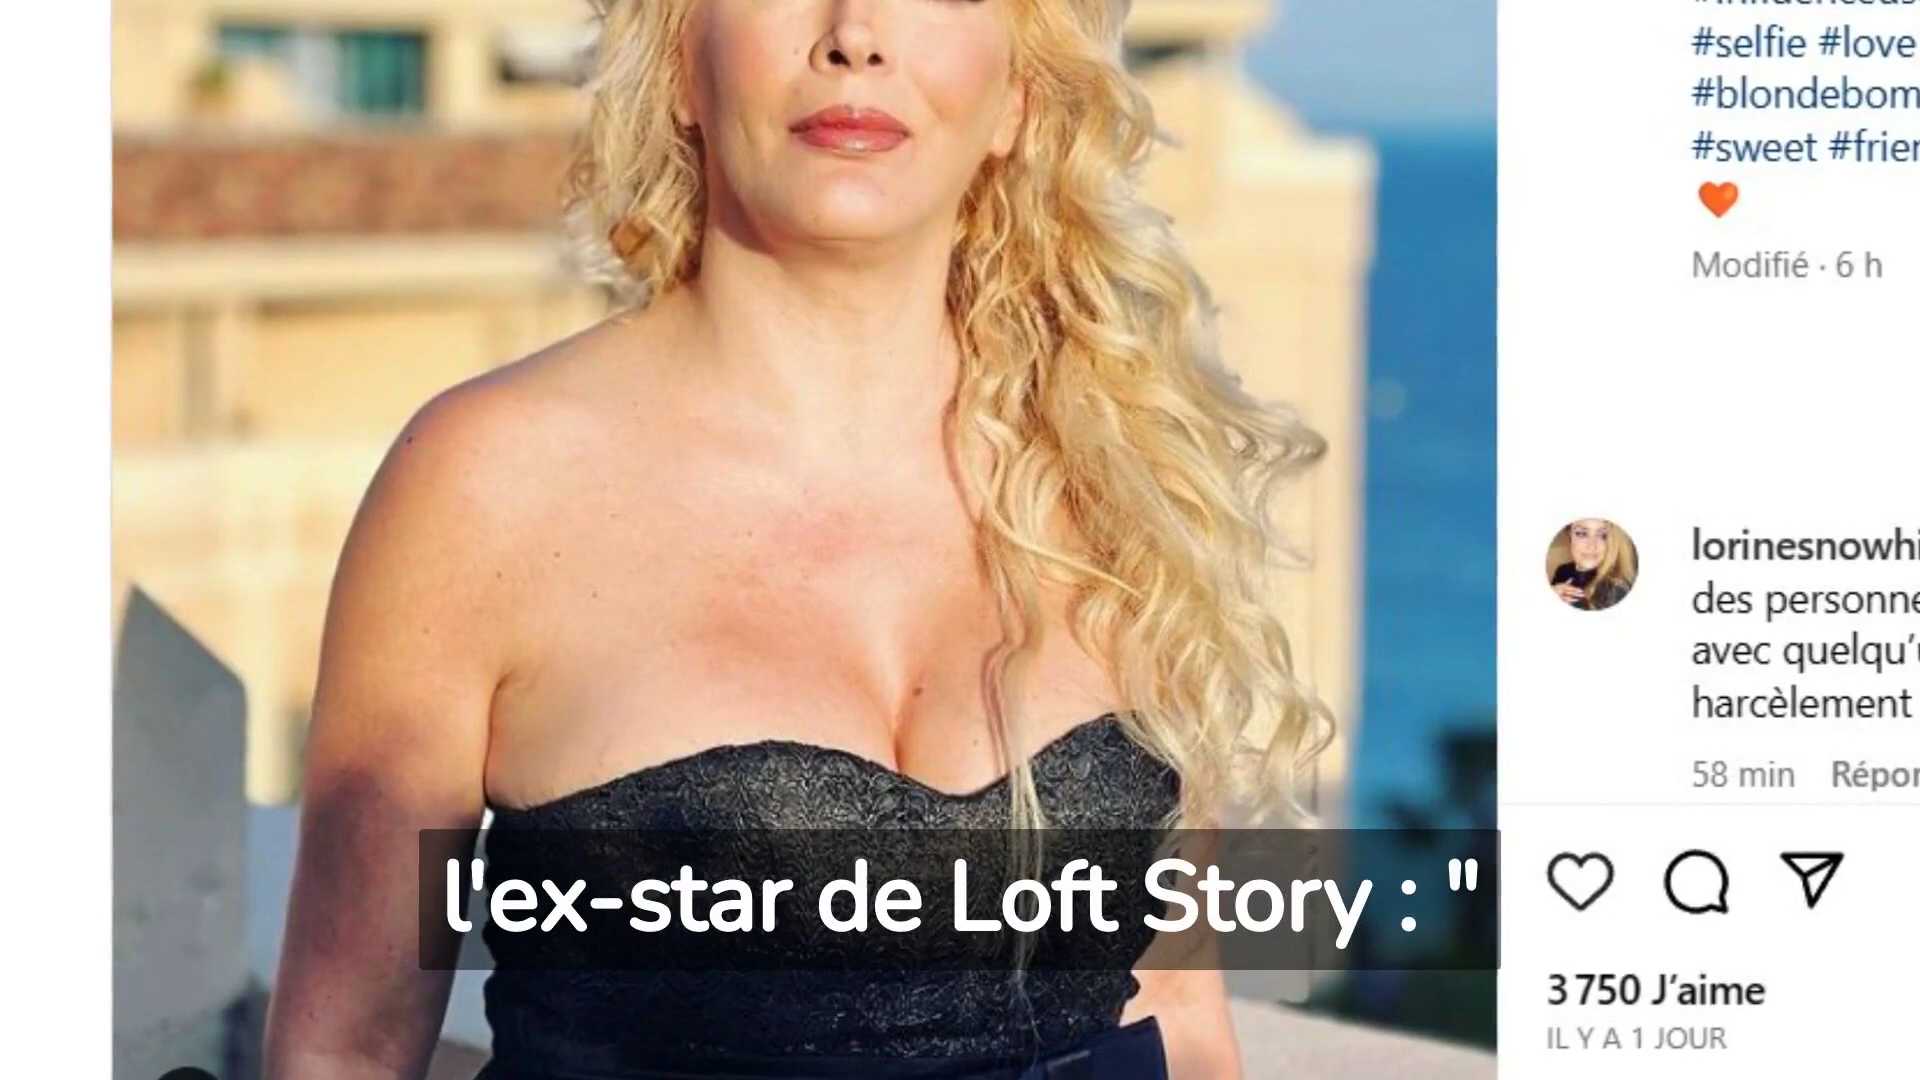 #selfie #love
#blondebom
#sweet #frier
Modifié · 6 h
lorinesnowhi
des personne
avec quelqu'u
harcèlement
58 min Répon
l'ex-star de Loft Story : "
3 750 J'aime
IL Y A 1 JOUR